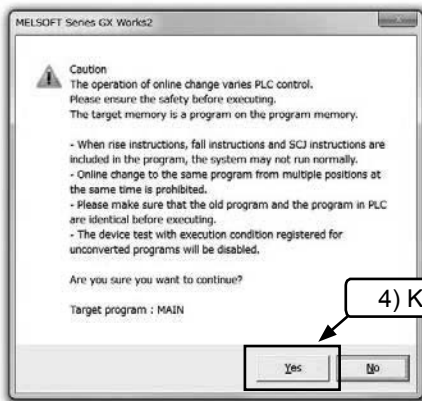 MELSOFT Series GX Works2
Caution
The operation of online change varies PLC control.
Please ensure the safety before executing.
The target memory is a program on the program memory.
- When rise instructions, fall instructions and SCJ instructions are
included in the program, the system may not run normally.
- Online change to the same program from multiple positions at
the same time is prohibited.
- Please make sure that the old program and the program in PLC
are identical before executing.
- The device test with execution condition registered for
unconverted programs will be disabled.
Are you sure you want to continue?
Target program : MAIN
4) K
Yes
No